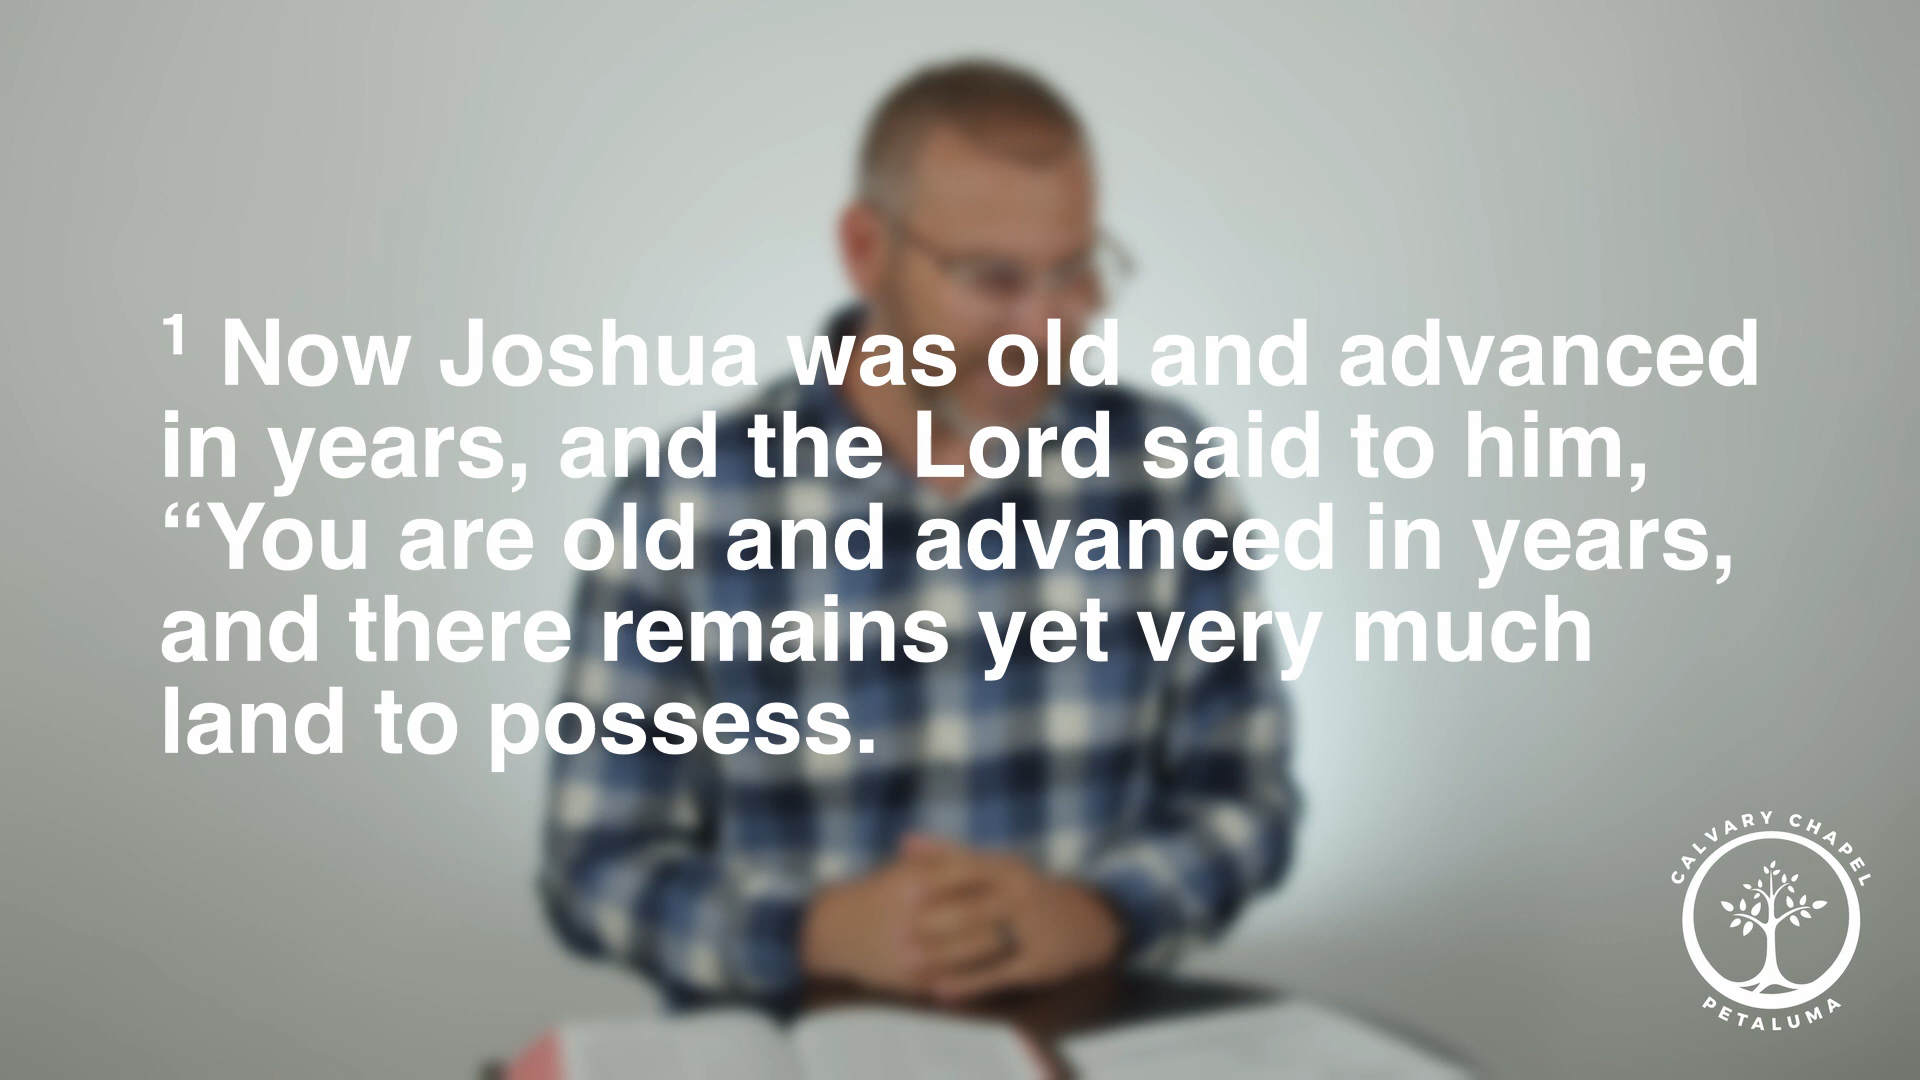 1 Now Joshua was old and advanced
in years, and the Lord said to him,
“You are old and advanced in years,
and there remains yet very much
land to possess.
CALVARY CHAPEL
PETALUMA